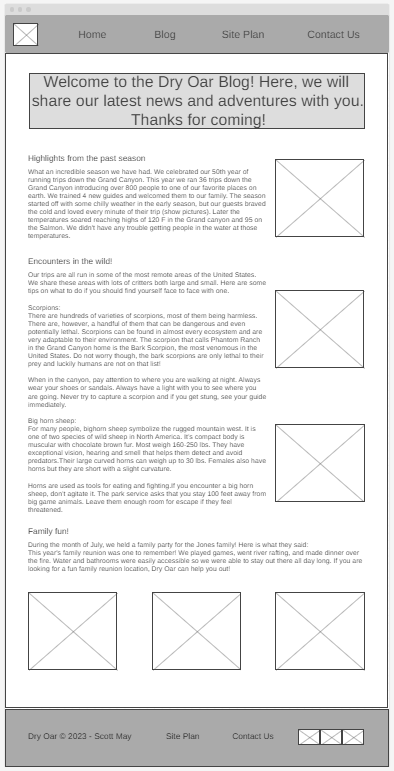 Home Blog Site Plan Contact Us
Welcome to the Dry Oar Blog! Here, we will
share our latest news and adventures with you.
Thanks for coming!
Highlights from the past season
What an incredible season we have had. We celebrated our 50th year of
running trips down the Grand Canyon. This year we ran 36 trips down the
Grand Canyon introducing over 800 people to one of our favorite places on
earth. We trained 4 new guides and welcomed them to our family. The season
started off with some chilly weather in the early season, but our guests braved
the cold and loved every minute of their trip (show pictures). Later the
temperatures soared reaching highs of 120 F in the Grand canyon and 95 on
the Salmon. We didn't have any trouble getting people in the water at those
temperatures.
Encounters in the wild!
Our trips are all run in some of the most remote areas of the United States.
We share these areas with lots of critters both large and small. Here are some
tips on what to do if you should find yourself face to face with one.
Scorpions:
There are hundreds of varieties of scorpions, most of them being harmless.
There are, however, a handful of them that can be dangerous and even
potentially lethal. Scorpions can be found in almost every ecosystem and are
very adaptable to their environment. The scorpion that calls Phantom Ranch
in the Grand Canyon home is the Bark Scorpion, the most venomous in the
United States. Do not worry though, the bark scorpions are only lethal to their
prey and luckily humans are not on that list!
When in the canyon, pay attention to where you are walking at night. Always
wear your shoes or sandals. Always have a light with you to see where you
are going. Never try to capture a scorpion and if you get stung, see your guide
immediately.
Big horn sheep:
For many people, bighorn sheep symbolize the rugged mountain west. It is
one of two species of wild sheep in North America. It's compact body is
muscular with chocolate brown fur. Most weigh 160-250 lbs. They have
exceptional vision, hearing and smell that helps them detect and avoid
predators.Their large curved horns can weigh up to 30 lbs. Females also have
horns but they are short with a slight curvature.
Horns are used as tools for eating and fighting.If you encounter a big horn
sheep, don't agitate it. The park service asks that you stay 100 feet away from
big game animals. Leave them enough room for escape if they feel
threatened.
Family fun!
During the month of July, we held a family party for the Jones family! Here is what they said:
This year's family reunion was one to remember! We played games, went river rafting, and made dinner over
the fire. Water and bathrooms were easily accessible so we were able to stay out there all day long. If you are
looking for a fun family reunion location, Dry Oar can help you out!
Dry Oar © 2023 - Scott May Site Plan Contact Us